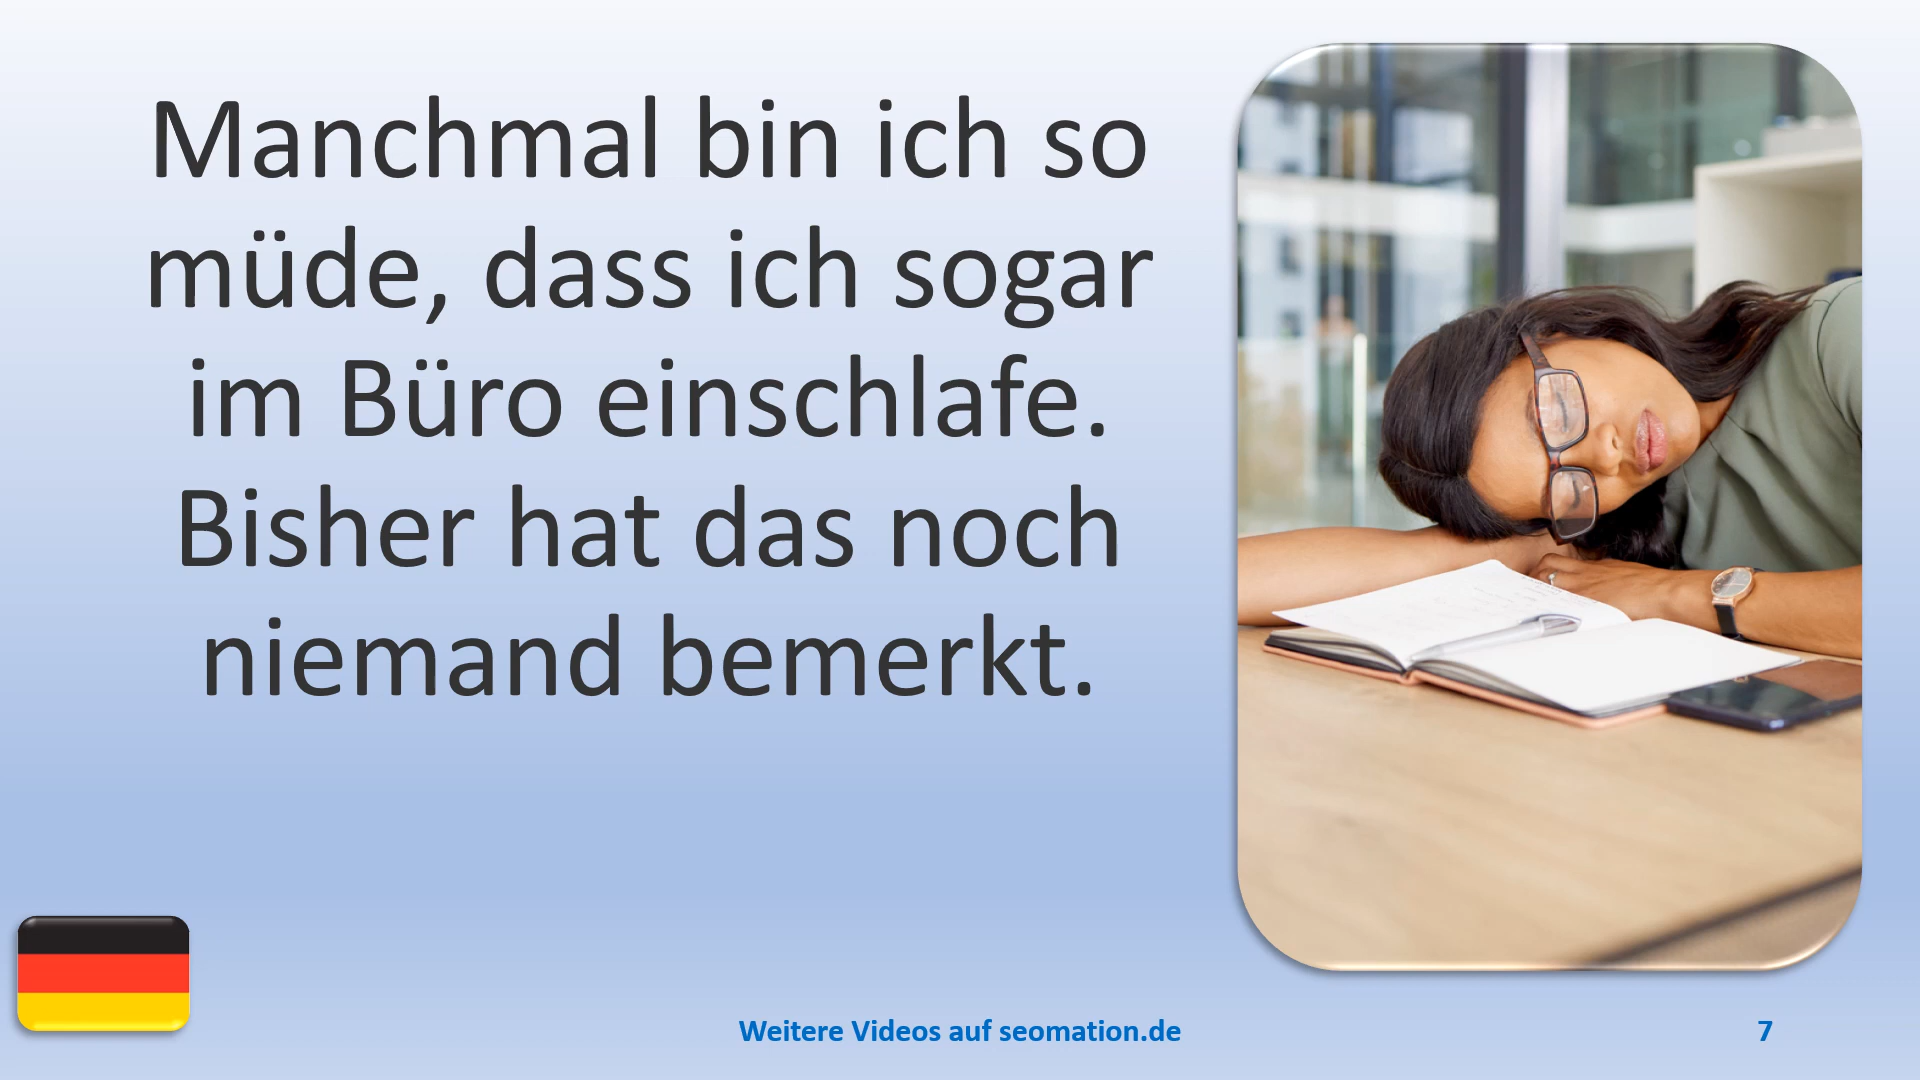 Manchmal bin ich so
müde, dass ich sogar
im Büro einschlafe.
Bisher hat das noch
niemand bemerkt.
Weitere Videos auf seomation.de
7